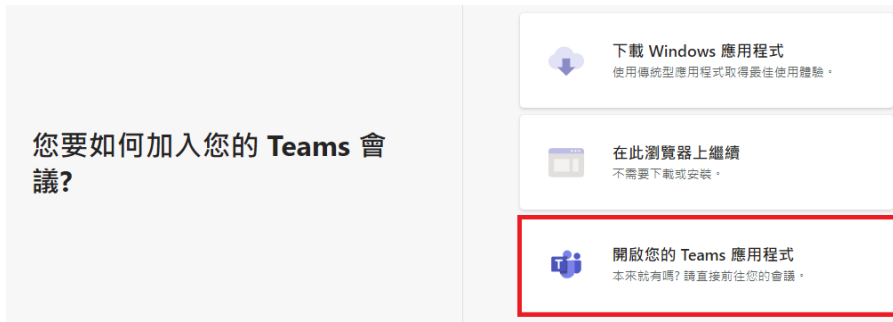 您要如何加入您的 Teams 會
議?
下載 Windows 應用程式
使用傳統型應用程式取得最佳使用體驗。
在此瀏覽器上繼續
不需要下載或安裝。
開啟您的 Teams 應用程式
本來就有嗎? 請直接前往您的會議。